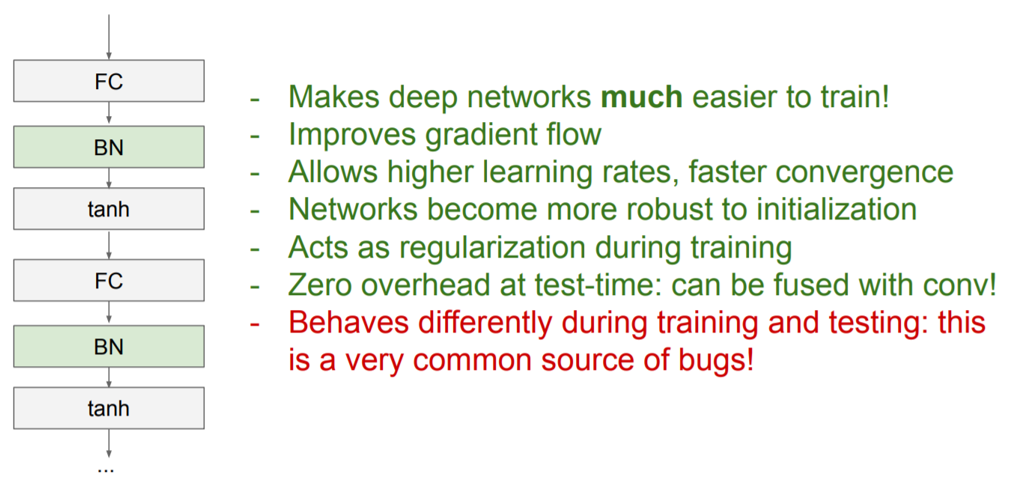 FC
BN
tanh
FC
BN
tanh
...
- Makes deep networks much easier to train!
- Improves gradient flow
- Allows higher learning rates, faster convergence
- Networks become more robust to initialization
- Acts as regularization during training
- Zero overhead at test-time: can be fused with conv!
- Behaves differently during training and testing: this
is a very common source of bugs!